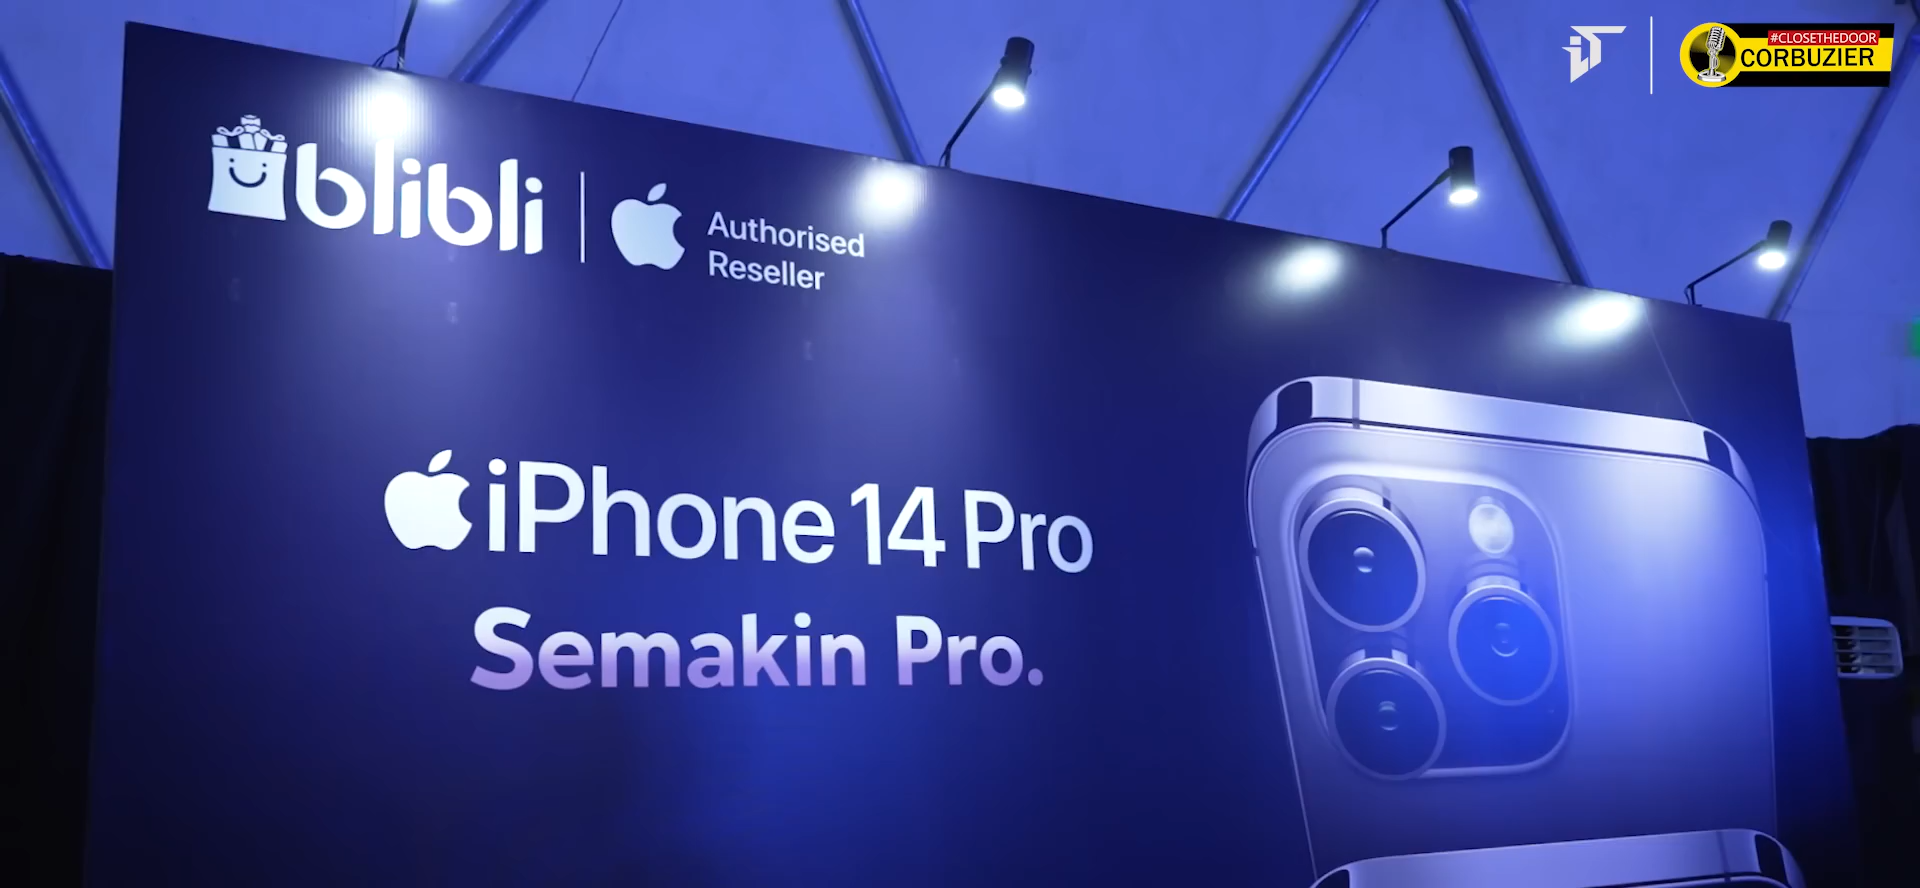 #CLOSETHEDOOR
CORBUZIER
blibli
Authorised
Reseller
iPhone 14 Pro
Semakin Pro.